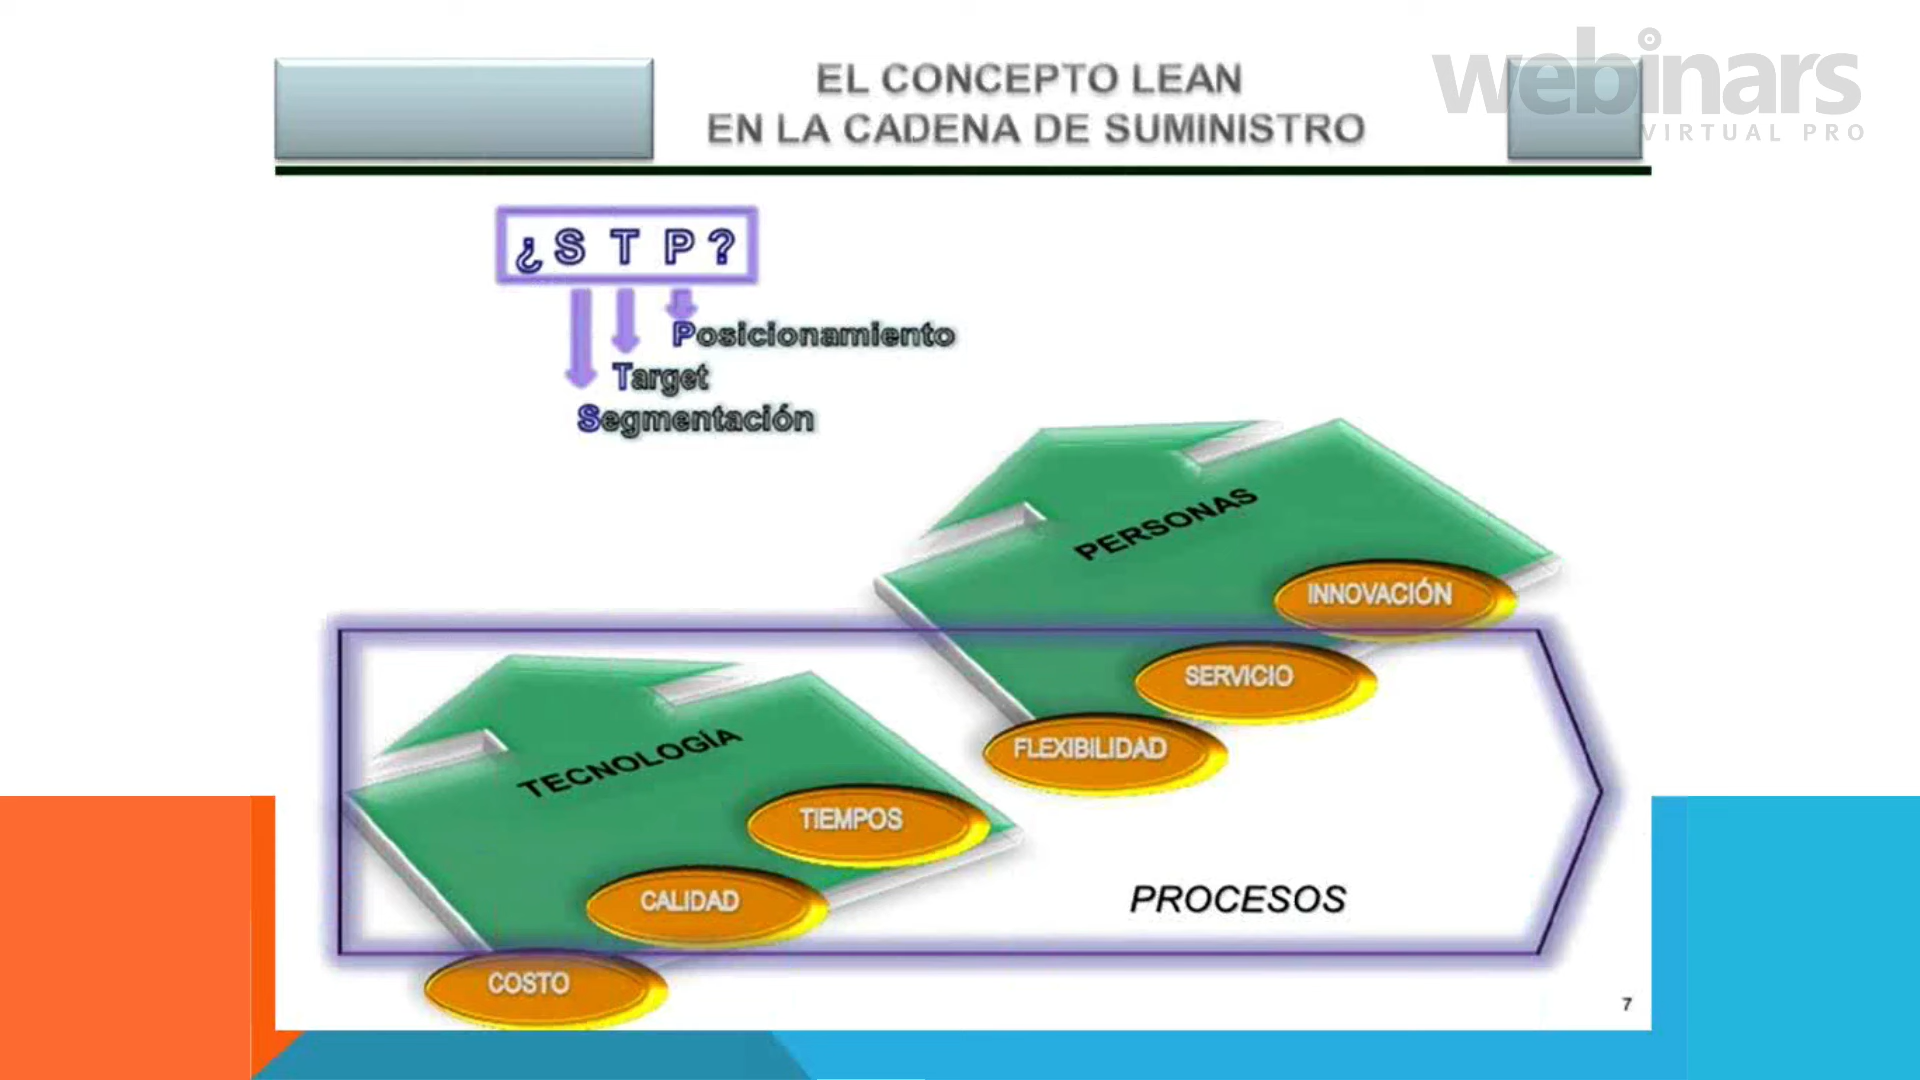 EL CONCEPTO LEAN
EN LA CADENA DE SUMINISTRO
webinars
VIRTUAL PRO
¿S T P?
Posicionamiento
Target
Segmentación
PERSONAS
INNOVACIÓN
SERVICIO
FLEXIBILIDAD
TECNOLOGÍA
TIEMPOS
CALIDAD
COSTO
PROCESOS
7